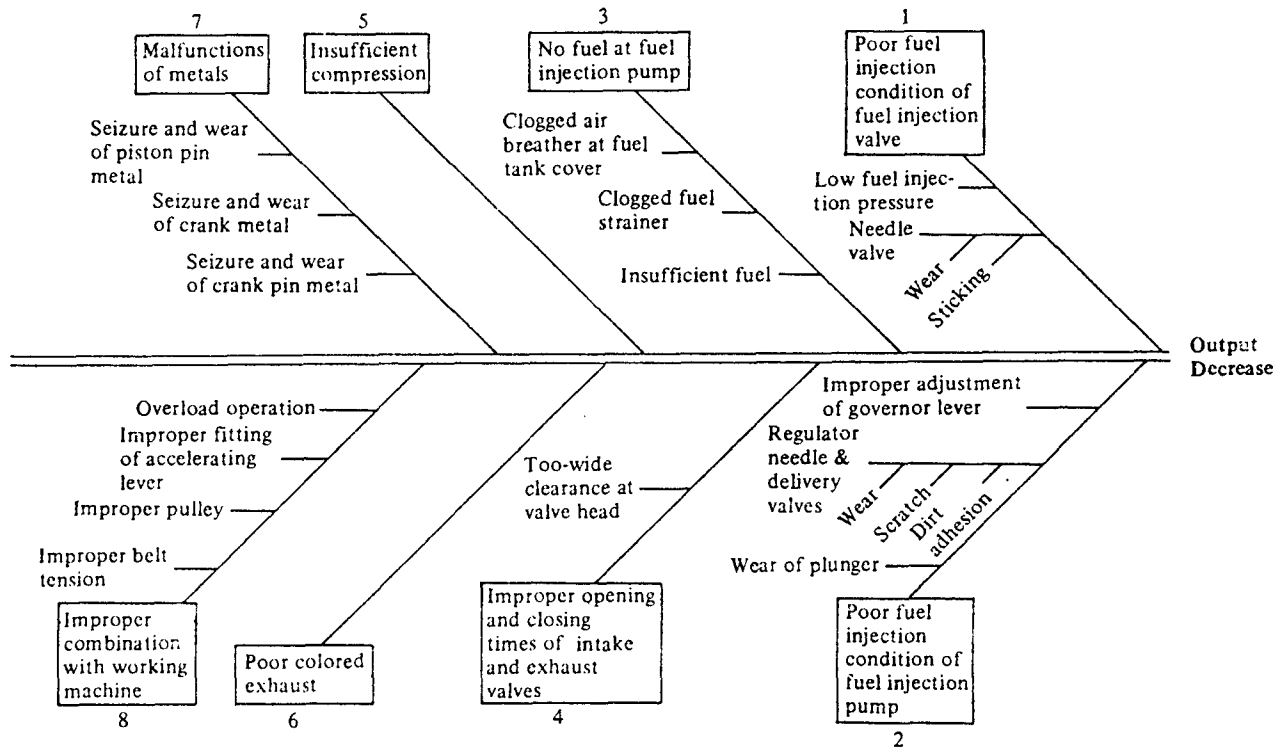 7
Malfunctions
of metals
Seizure and wear
of piston pin
metal
Seizure and wear
of crank metal
Seizure and wear
of crank pin metal
5
Insufficient
compression
3
No fuel at fuel
injection pump
Clogged air
breather at fuel
tank cover
Clogged fuel
strainer
Insufficient fuel
1
Poor fuel
injection
condition of
fuel injection
valve
Low fuel injec-
tion pressure
Needle
valve
Wear
Sticking
Output
Decrease
Overload operation
Improper fitting
of accelerating
lever
Improper pulley
Improper belt
tension
Improper
combination
with working
machine
8
Poor colored
exhaust
6
Too-wide
clearance at
valve head
Improper opening
and closing
times of intake
and exhaust
valves
4
Improper adjustment
of governor lever
Regulator
needle &
delivery
valves
Wear
Scratch
Dirt
adhesion
Wear of plunger
Poor fuel
injection
condition of
fuel injection
pump
2